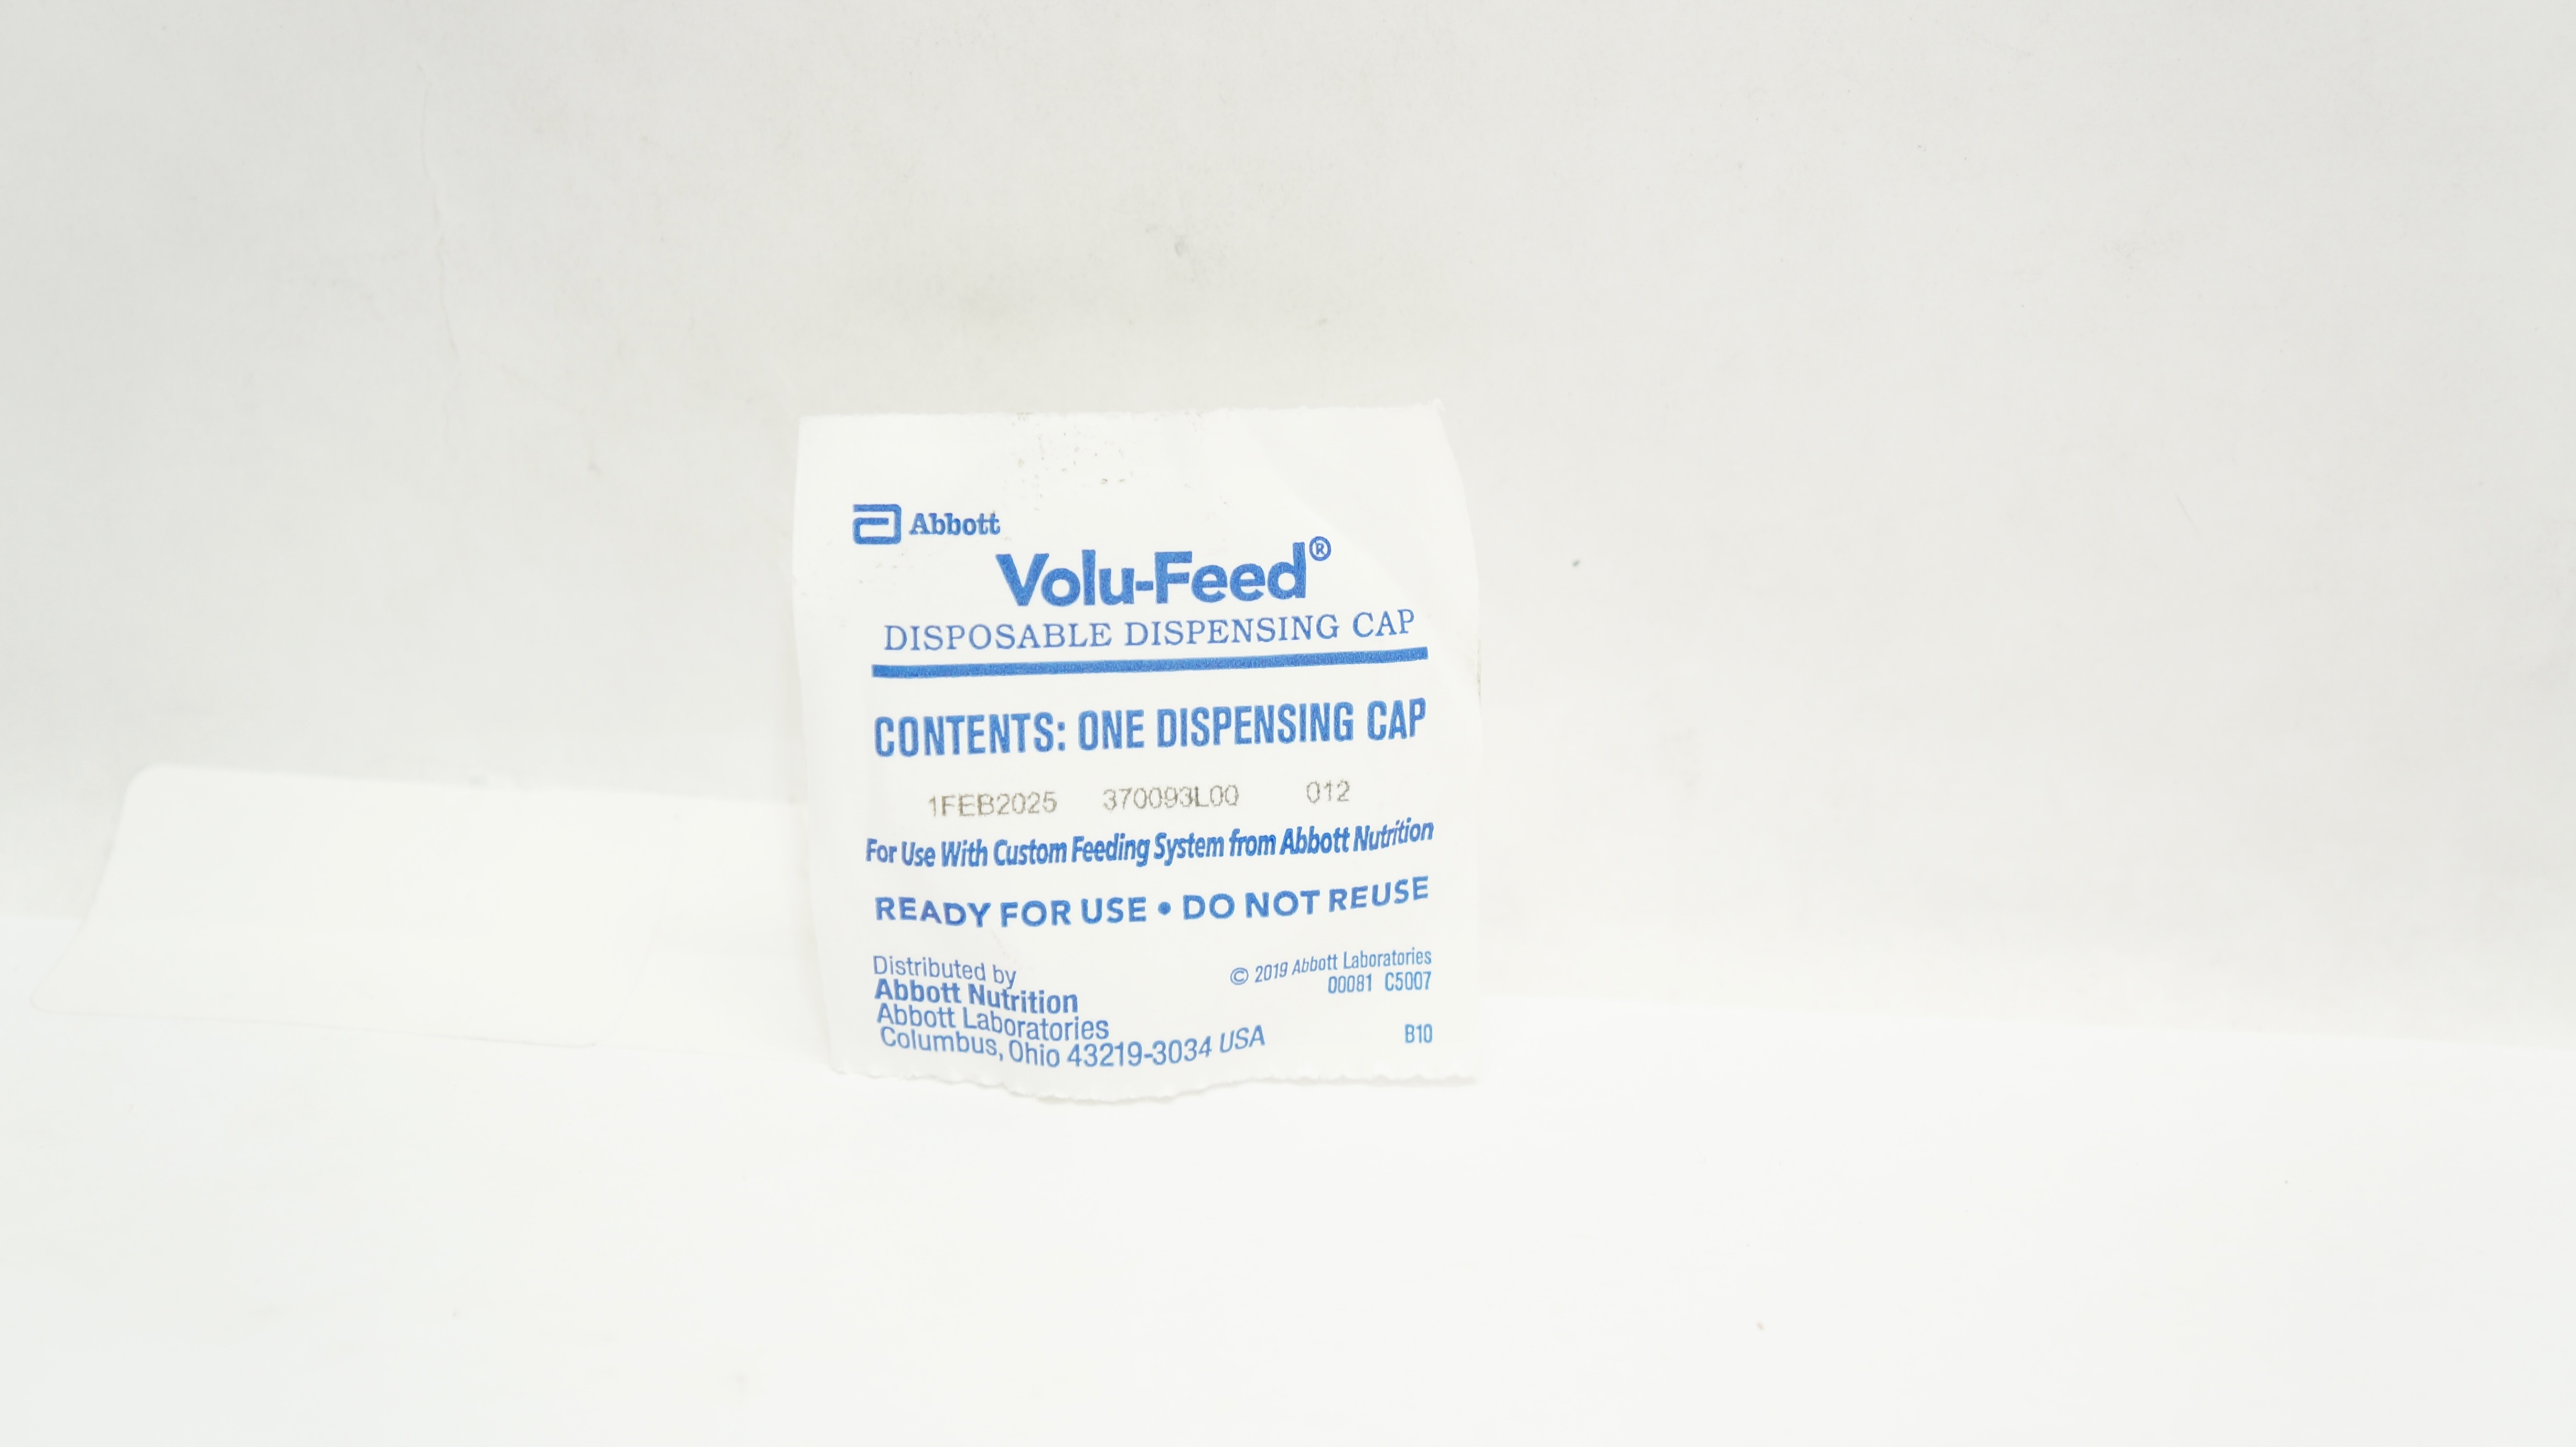 Abbott
Volu-Feed®
DISPOSABLE DISPENSING CAP
CONTENTS: ONE DISPENSING CAP
1FEB2025 370093L00 012
For Use With Custom Feeding System from Abbott Nutrition
READY FOR USE • DO NOT REUSE
Distributed by
Abbott Nutrition
Abbott Laboratories
Columbus, Ohio 43219-3034 USA
© 2019 Abbott Laboratories
00081 C5007
B10